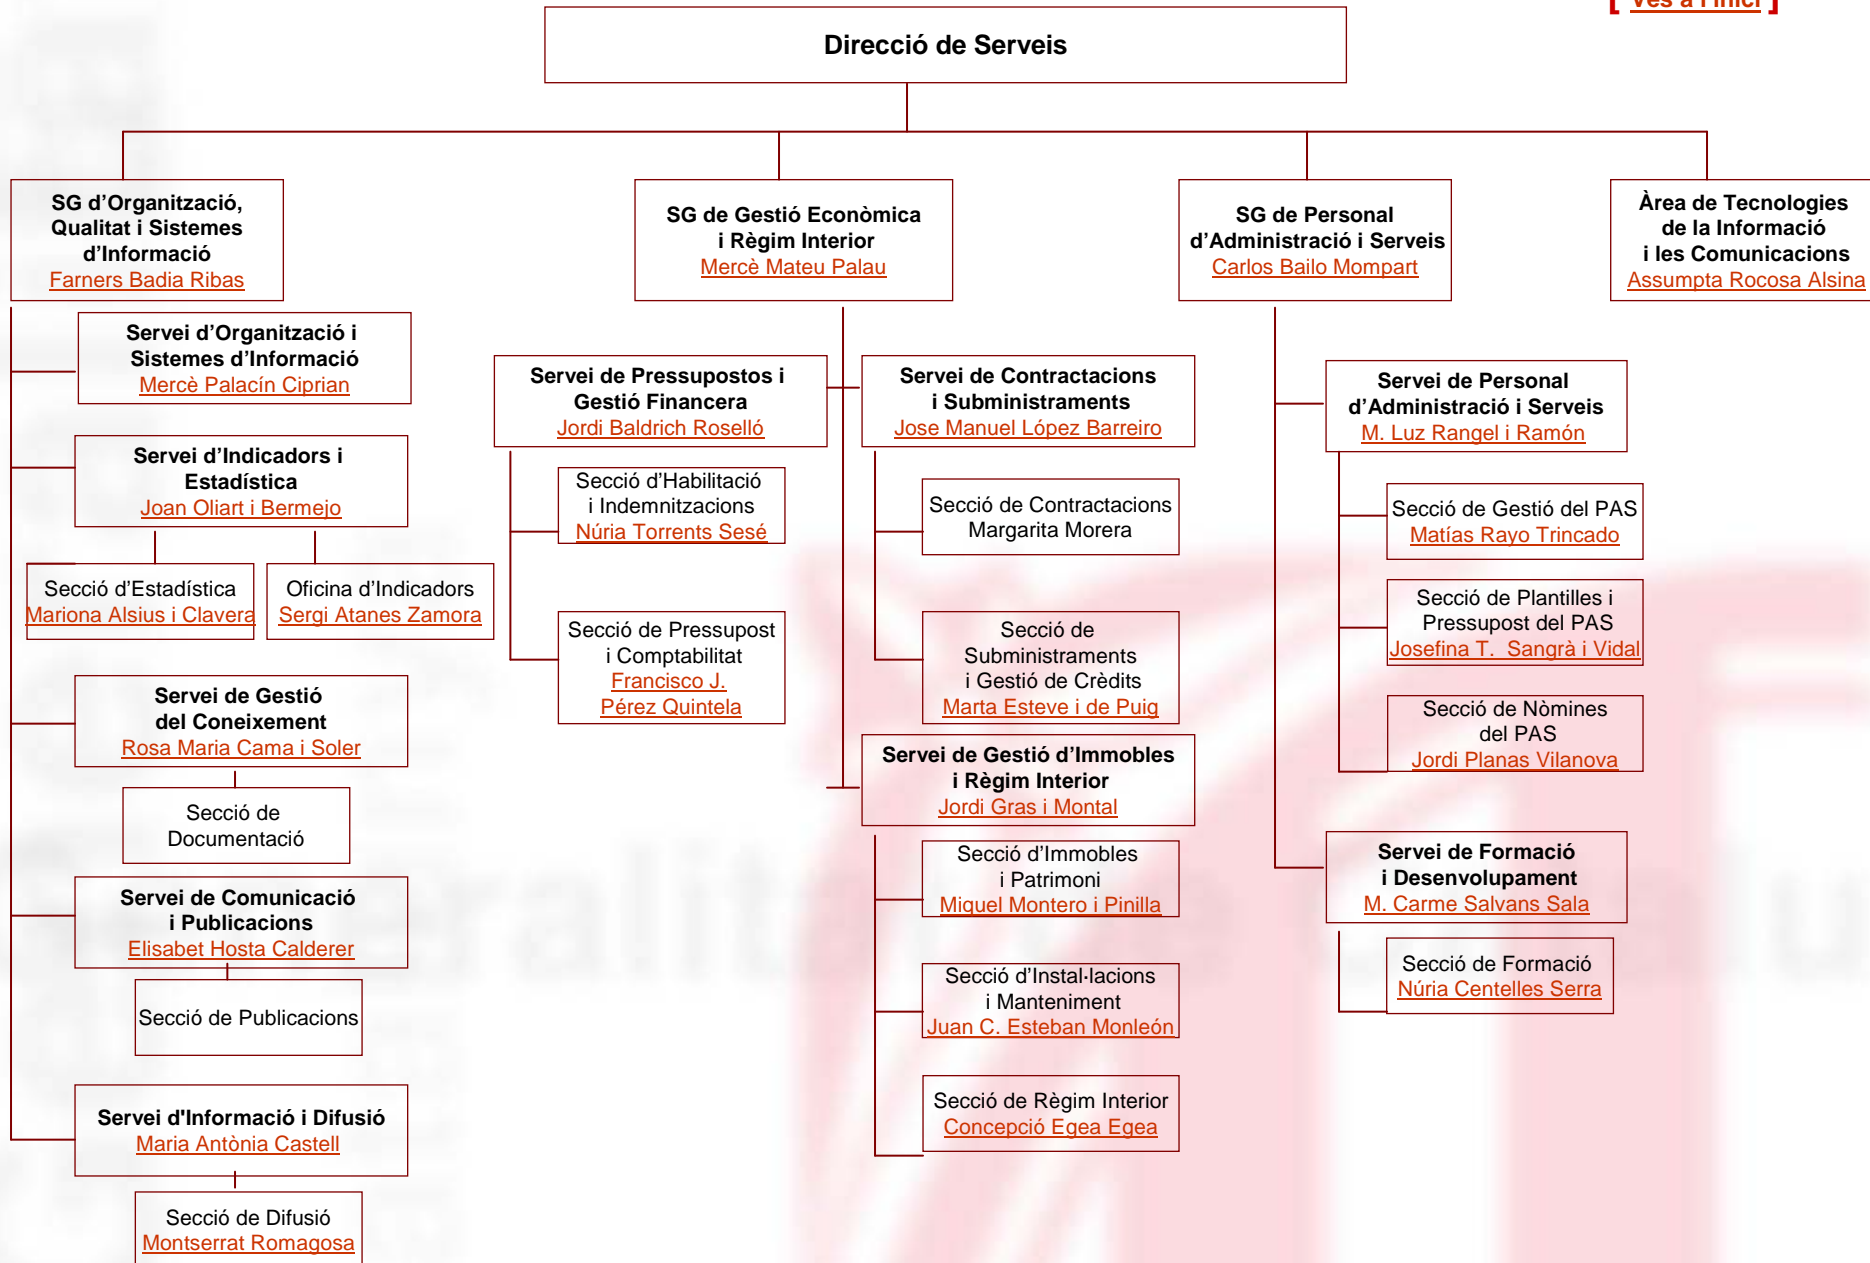 [ Ves a l'inici ]
Direcció de Serveis
SG d’Organització,
Qualitat i Sistemes
d’Informació
Farners Badia Ribas
SG de Gestió Econòmica
i Règim Interior
Mercè Mateu Palau
SG de Personal
d’Administració i Serveis
Carlos Bailo Mompart
Àrea de Tecnologies
de la Informació
i les Comunicacions
Assumpta Rocosa Alsina
Servei d’Organització i
Sistemes d’Informació
Mercè Palacín Ciprian
Servei d’Indicadors i
Estadística
Joan Oliart i Bermejo
Secció d’Estadística
Mariona Alsius i Clavera
Oficina d’Indicadors
Sergi Atanes Zamora
Servei de Gestió
del Coneixement
Rosa Maria Cama i Soler
Secció de
Documentació
Servei de Comunicació
i Publicacions
Elisabet Hosta Calderer
Secció de Publicacions
Servei d'Informació i Difusió
Maria Antònia Castell
Secció de Difusió
Montserrat Romagosa
Servei de Pressupostos i
Gestió Financera
Jordi Baldrich Roselló
Secció d’Habilitació
i Indemnitzacions
Núria Torrents Sesé
Secció de Pressupost
i Comptabilitat
Francisco J.
Pérez Quintela
Servei de Contractacions
i Subministraments
Jose Manuel López Barreiro
Secció de Contractacions
Margarita Morera
Secció de
Subministraments
i Gestió de Crèdits
Marta Esteve i de Puig
Servei de Gestió d’Immobles
i Règim Interior
Jordi Gras i Montal
Secció d’Immobles
i Patrimoni
Miquel Montero i Pinilla
Secció d’Instal·lacions
i Manteniment
Juan C. Esteban Monleón
Secció de Règim Interior
Concepció Egea Egea
Servei de Personal
d’Administració i Serveis
M. Luz Rangel i Ramón
Secció de Gestió del PAS
Matías Rayo Trincado
Secció de Plantilles i
Pressupost del PAS
Josefina T. Sangrà i Vidal
Secció de Nòmines
del PAS
Jordi Planas Vilanova
Servei de Formació
i Desenvolupament
M. Carme Salvans Sala
Secció de Formació
Núria Centelles Serra